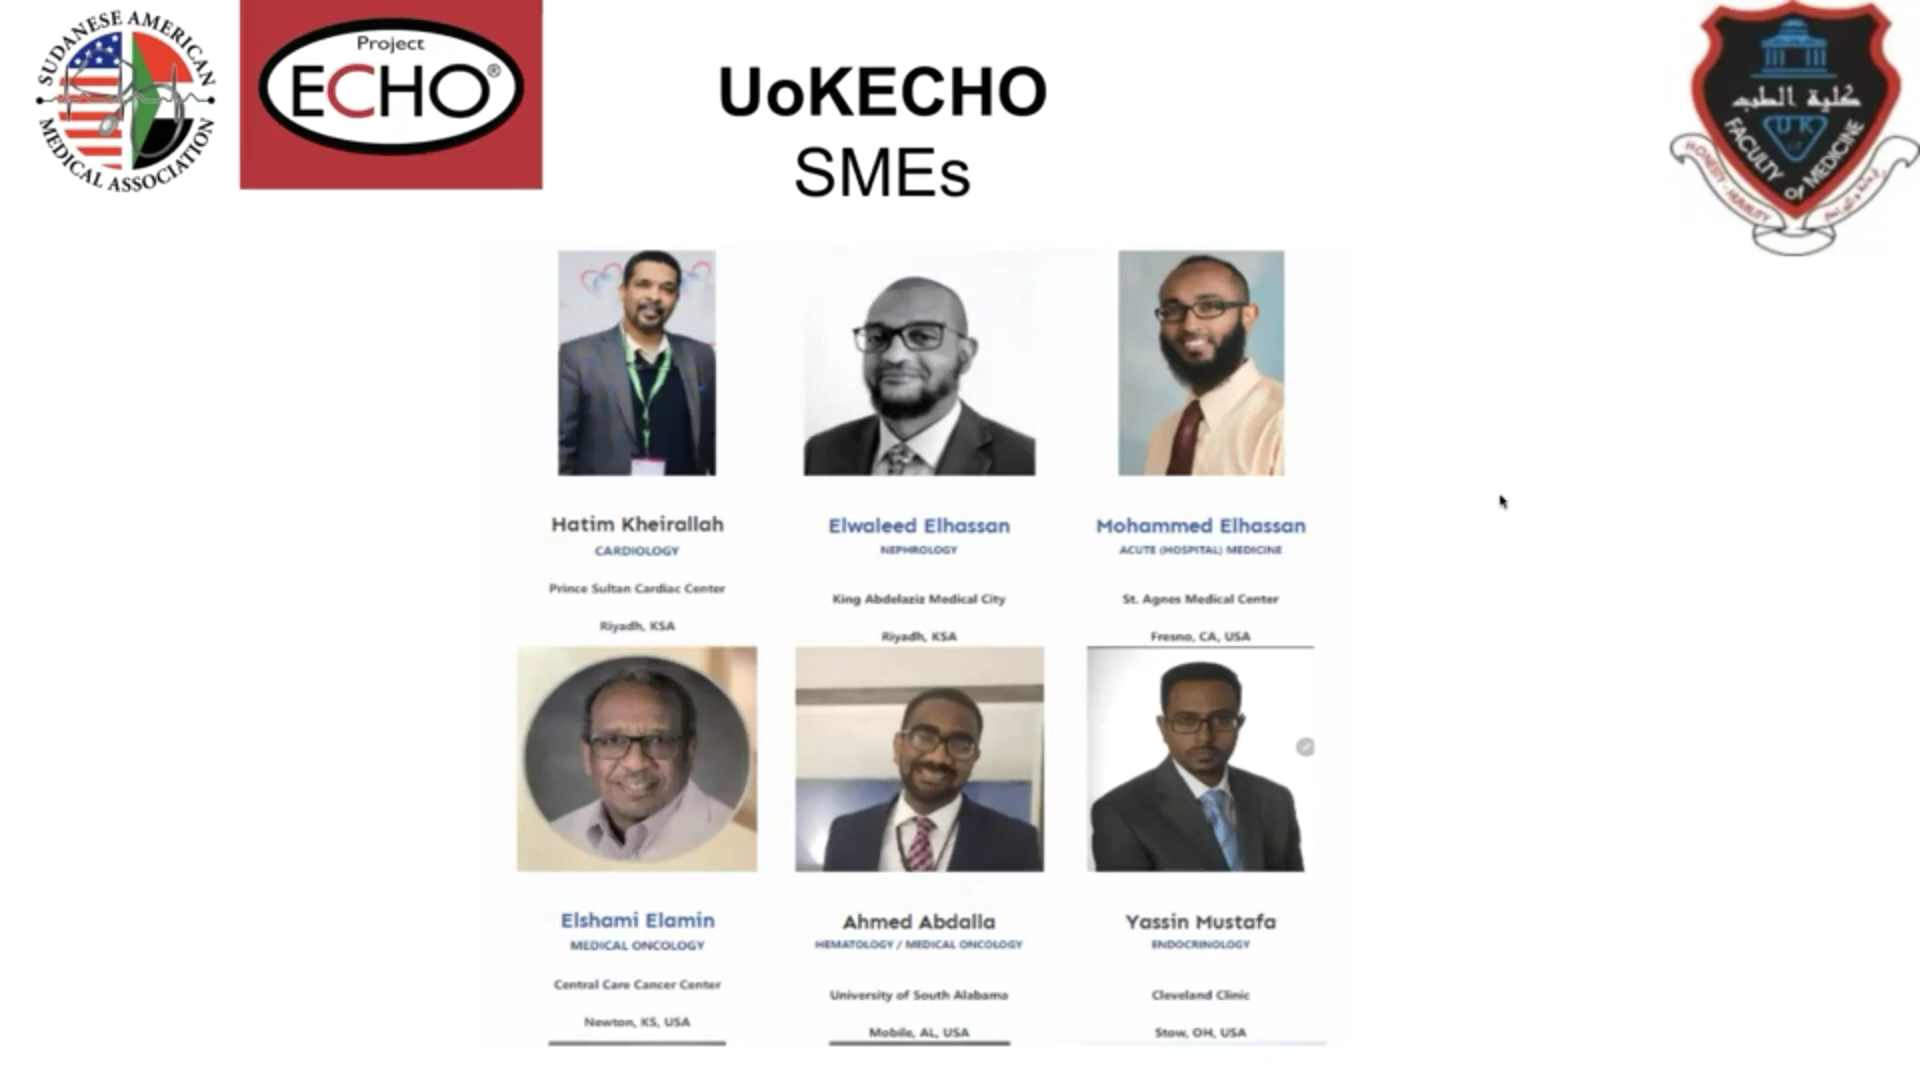 SUDANESE AMERICAN
MEDICAL ASSOCIATION
Project
ECHO®
UoKECHO
SMEs
كلية الطب
U K
FACULTY of MEDICINE
HONESTY - HUMILITY
Hatim Kheirallah
CARDIOLOGY
Prince Sultan Cardiac Center
Riyadh, KSA
Elwaleed Elhassan
NEPHROLOGY
King Abdelaziz Medical City
Riyadh, KSA
Mohammed Elhassan
ACUTE (HOSPITAL) MEDICINE
St. Agnes Medical Center
Fresno, CA, USA
Elshami Elamin
MEDICAL ONCOLOGY
Central Care Cancer Center
Newton, KS, USA
Ahmed Abdalla
HEMATOLOGY / MEDICAL ONCOLOGY
University of South Alabama
Mobile, AL, USA
Yassin Mustafa
ENDOCRINOLOGY
Cleveland Clinic
Stow, OH, USA